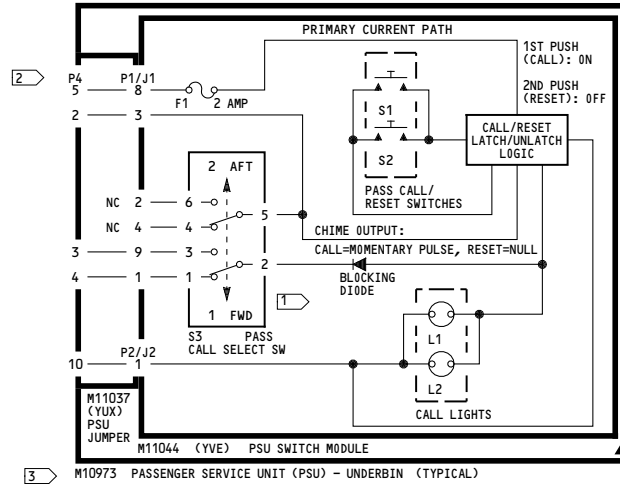 PRIMARY CURRENT PATH
1ST PUSH
(CALL): ON
2ND PUSH
(RESET): OFF
2
P4 P1/J1
5 8
F1 2 AMP
2 3
S1
S2
CALL/RESET
LATCH/UNLATCH
LOGIC
PASS CALL/
RESET SWITCHES
2 AFT
NC 2 6
5
NC 4 4
CHIME OUTPUT:
CALL=MOMENTARY PULSE, RESET=NULL
3 9 3
2
4 1 1
BLOCKING
DIODE
1
1 FWD
S3 PASS
CALL SELECT SW
L1
L2
CALL LIGHTS
P2/J2
10 1
M11037
(YUX)
PSU
JUMPER
M11044 (YVE) PSU SWITCH MODULE
3
M10973 PASSENGER SERVICE UNIT (PSU) – UNDERBIN (TYPICAL)